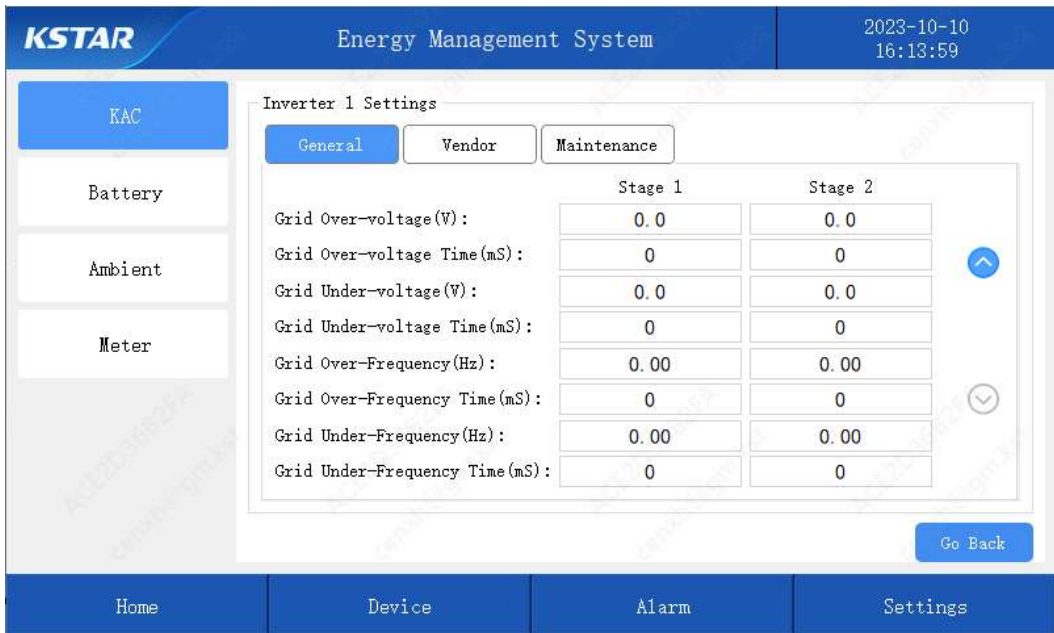 KSTAR
Energy Management System
2023-10-10
16:13:59
KAC
Battery
Ambient
Meter
Inverter 1 Settings
General Vendor Maintenance
Stage 1 Stage 2
Grid Over-voltage(V): 0.0 0.0
Grid Over-voltage Time(mS): 0 0
Grid Under-voltage(V): 0.0 0.0
Grid Under-voltage Time(mS): 0 0
Grid Over-Frequency(Hz): 0.00 0.00
Grid Over-Frequency Time(mS): 0 0
Grid Under-Frequency(Hz): 0.00 0.00
Grid Under-Frequency Time(mS): 0 0
Go Back
Home Device Alarm Settings